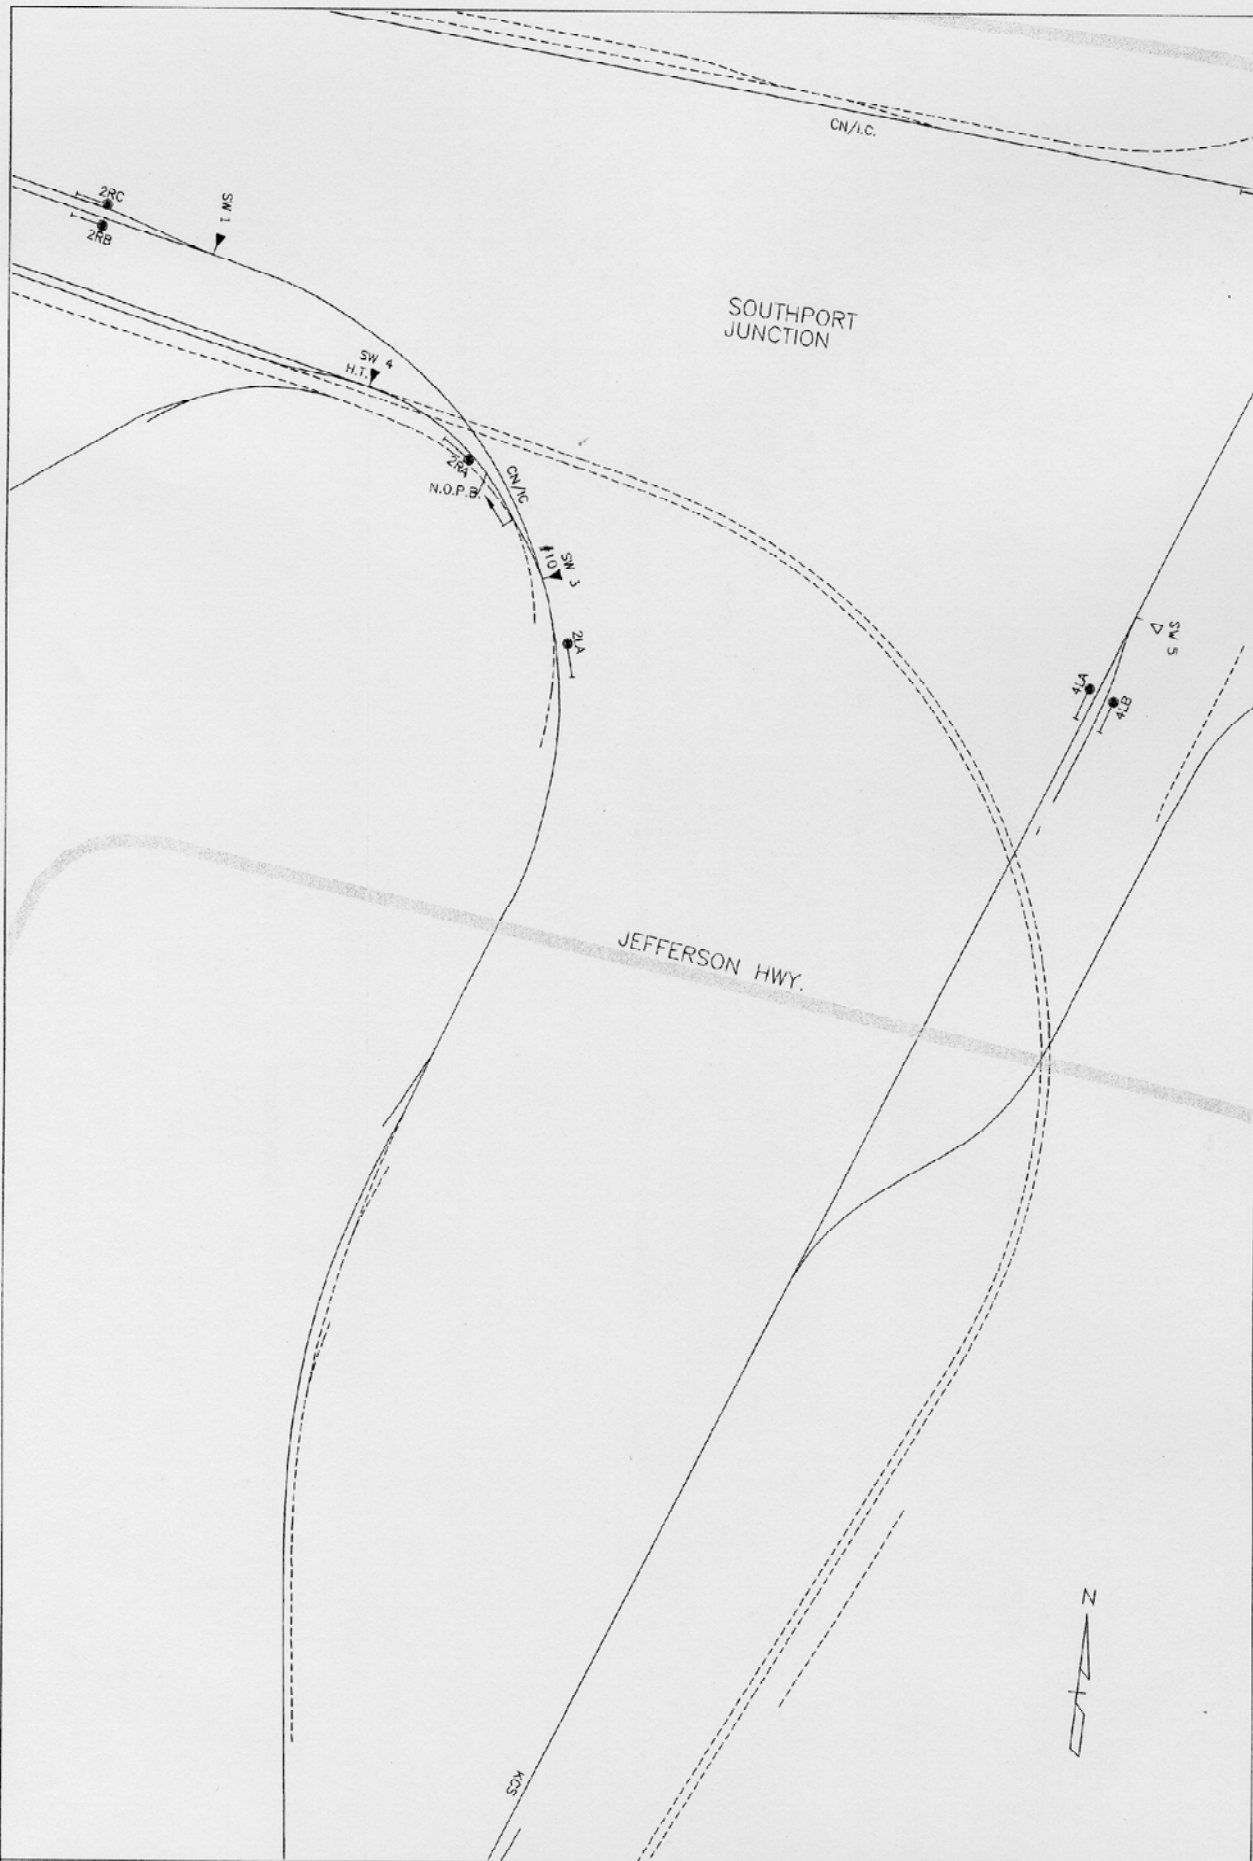 CN/I.C.
2RC
2RB
SW 1
SOUTHPORT
JUNCTION
SW 4
H.T.
2RA
CN/IC
N.O.P.B.
SW 3
#10
2LA
SW 5
4LA
4LB
JEFFERSON HWY.
N
KCS